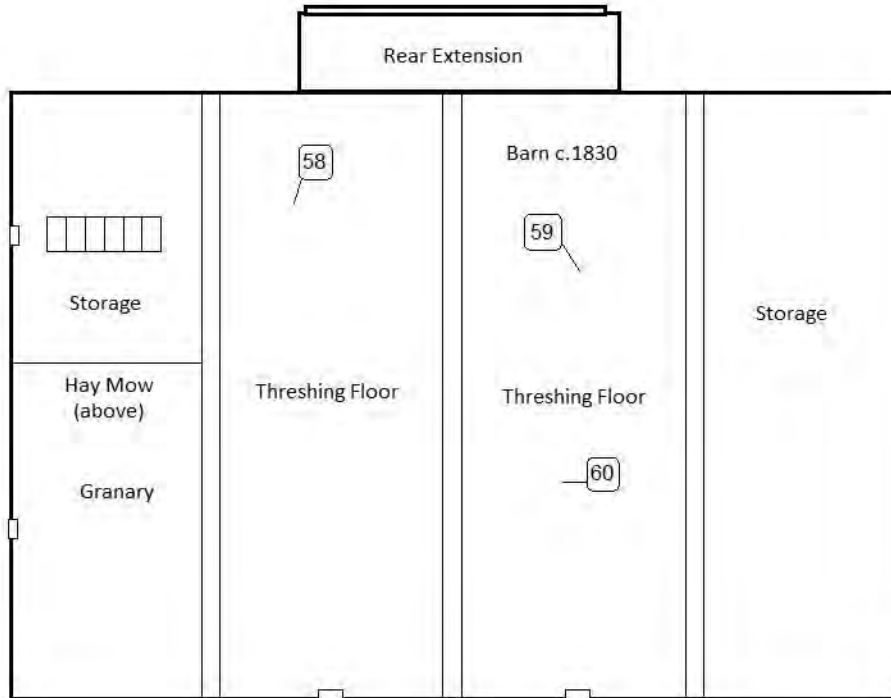 Rear Extension
58
Barn c.1830
59
Storage
Storage
Hay Mow
(above)
Threshing Floor
Threshing Floor
60
Granary